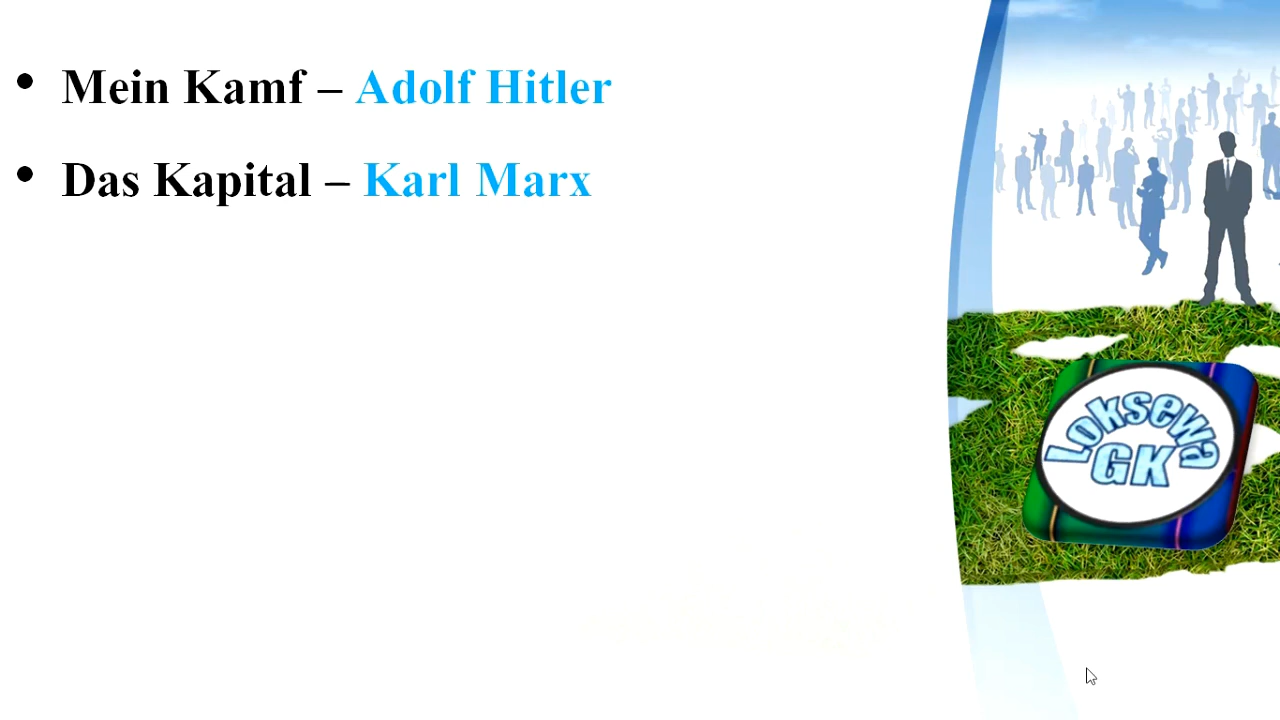 • Mein Kamf – Adolf Hitler
• Das Kapital – Karl Marx
Loksewa
GK